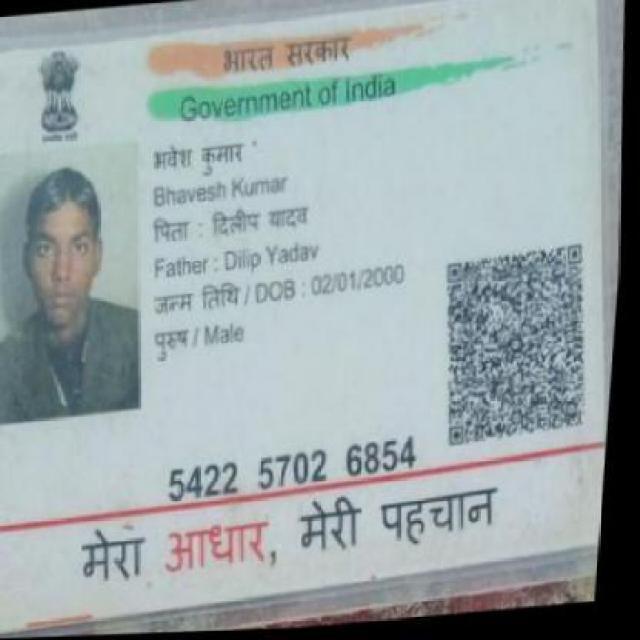 भारत सरकार
Government of India
भवेश कुमार
Bhavesh Kumar
पिता : दिलीप यादव
Father : Dilip Yadav
जन्म तिथि / DOB : 02/01/2000
पुरुष / Male
5422 5702 6854
मेरा आधार, मेरी पहचान